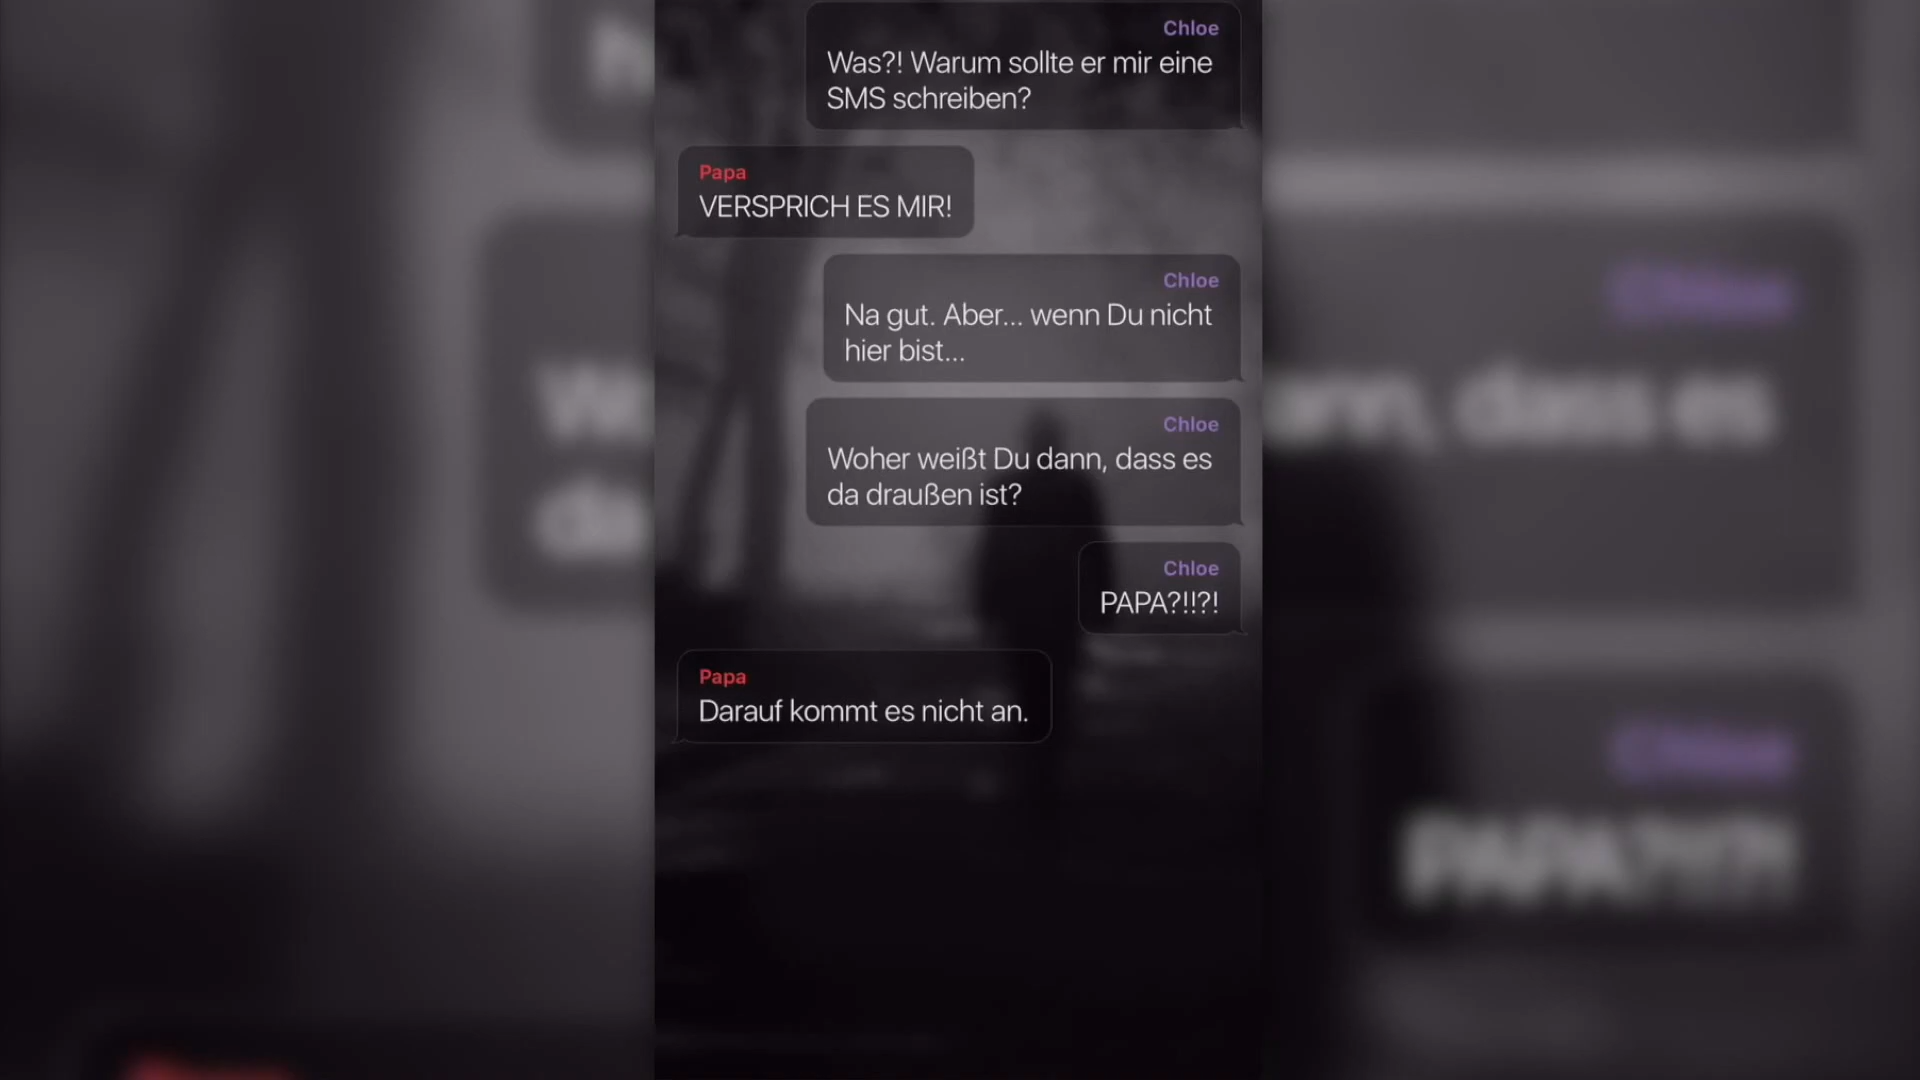 Chloe
Was?! Warum sollte er mir eine
SMS schreiben?
Papa
VERSPRICH ES MIR!
Chloe
Na gut. Aber... wenn Du nicht
hier bist...
Chloe
Woher weißt Du dann, dass es
da draußen ist?
Chloe
PAPA?!!?!
Papa
Darauf kommt es nicht an.